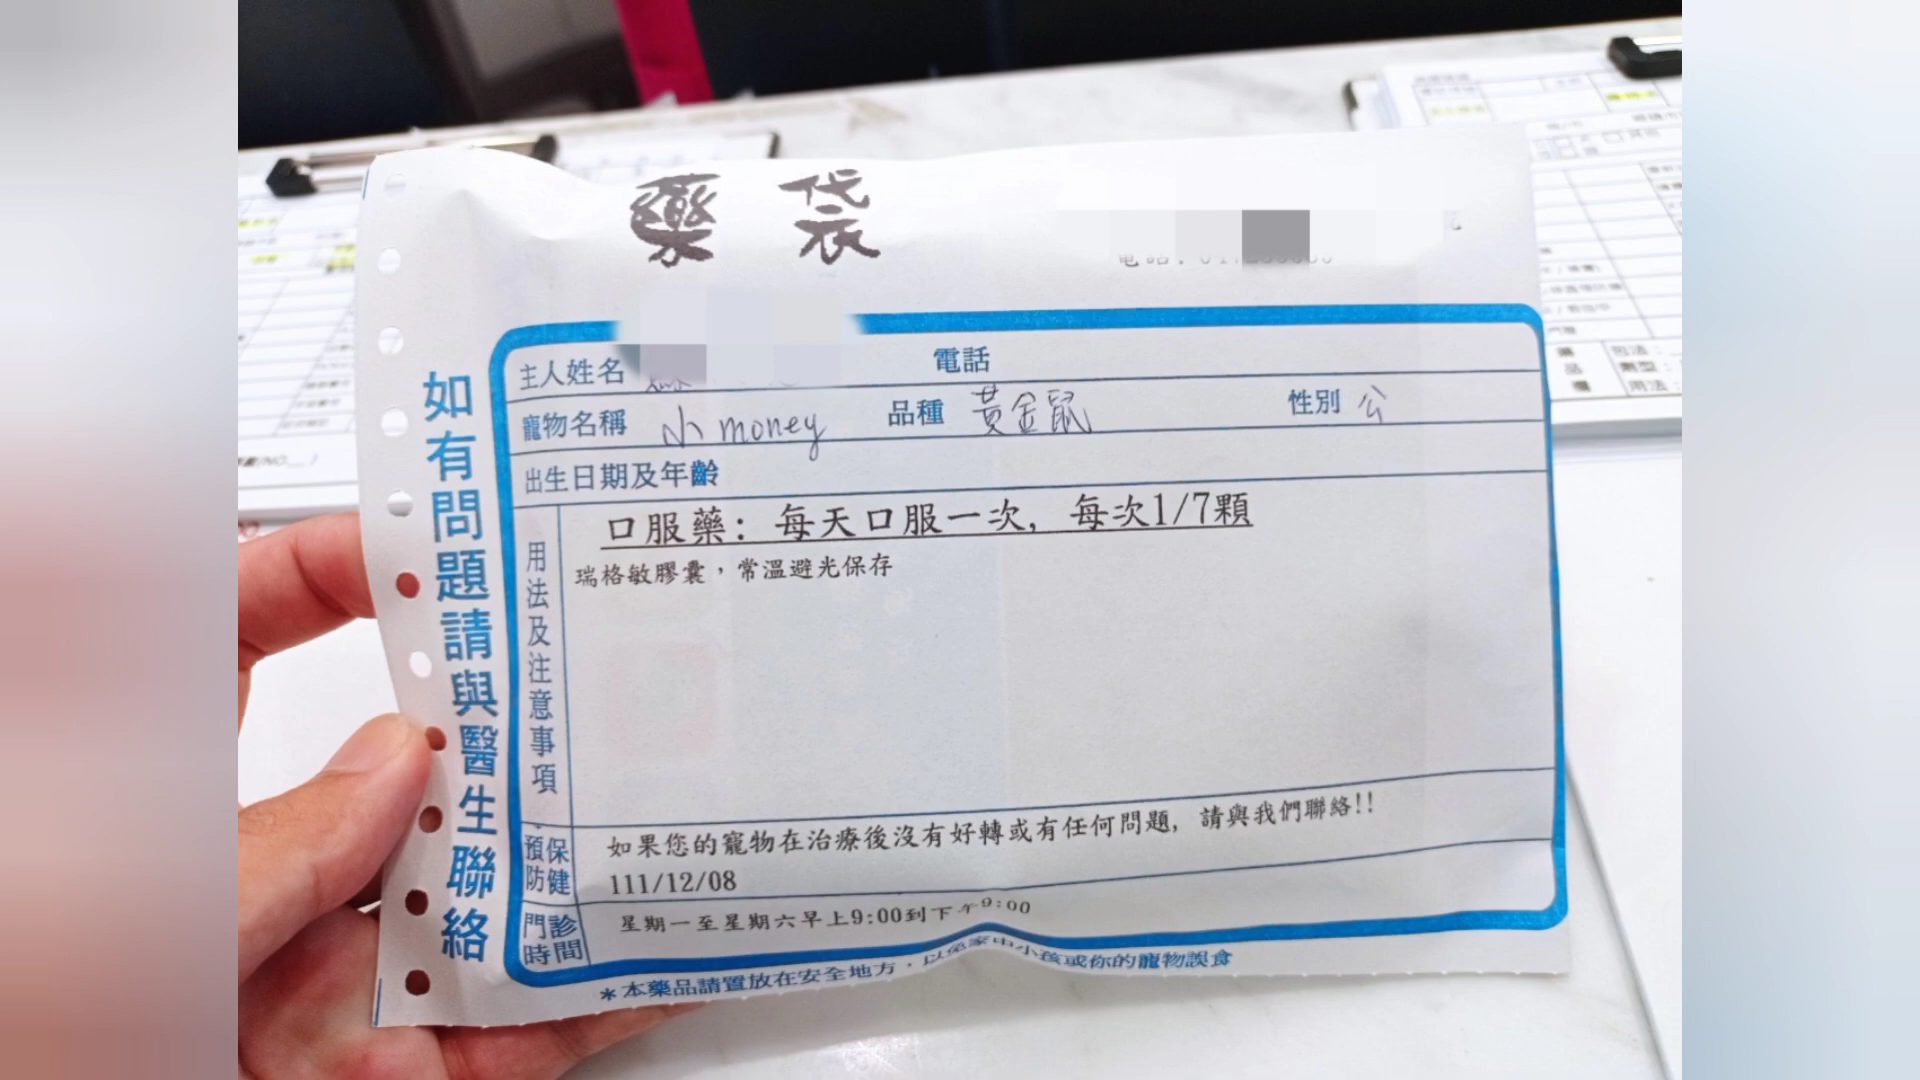 藥袋
電話:
如有問題請與醫生聯絡
主人姓名 電話
寵物名稱 小money 品種 黃金鼠 性別 公
出生日期及年齡
用法及注意事項
口服藥: 每天口服一次, 每次1/7顆
瑞格敏膠囊，常溫避光保存
預防保健
如果您的寵物在治療後沒有好轉或有任何問題, 請與我們聯絡!!
111/12/08
門診時間
星期一至星期六早上9:00到下午9:00
*本藥品請置放在安全地方，以免家中小孩或你的寵物誤食